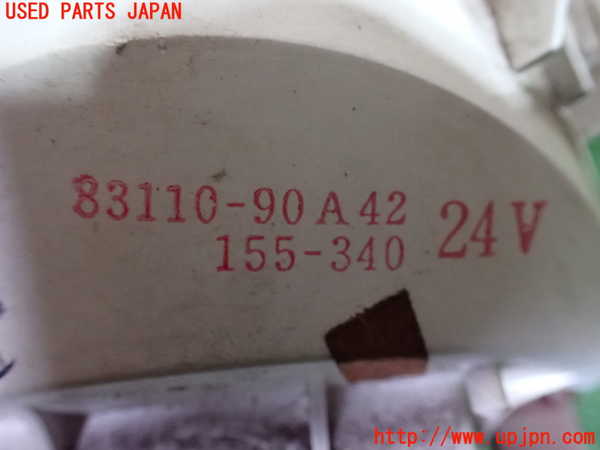 USED PARTS JAPAN
83110-90A42
155-340 24V
http://www.upjpn.com